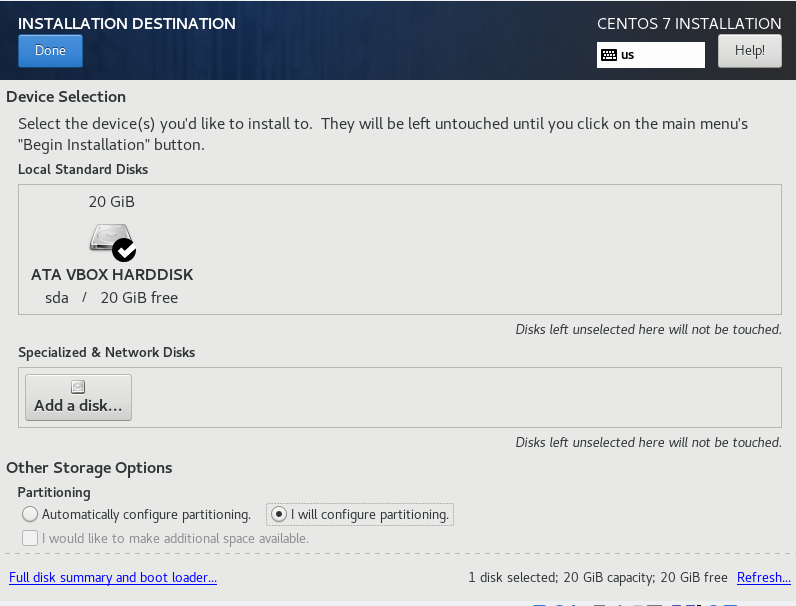 INSTALLATION DESTINATION
CENTOS 7 INSTALLATION
Done
us
Help!
Device Selection
Select the device(s) you'd like to install to.  They will be left untouched until you click on the main menu's
"Begin Installation" button.
Local Standard Disks
20 GiB
ATA VBOX HARDDISK
sda / 20 GiB free
Disks left unselected here will not be touched.
Specialized & Network Disks
Add a disk...
Disks left unselected here will not be touched.
Other Storage Options
Partitioning
Automatically configure partitioning.
I will configure partitioning.
I would like to make additional space available.
Full disk summary and boot loader...
1 disk selected; 20 GiB capacity; 20 GiB free
Refresh...